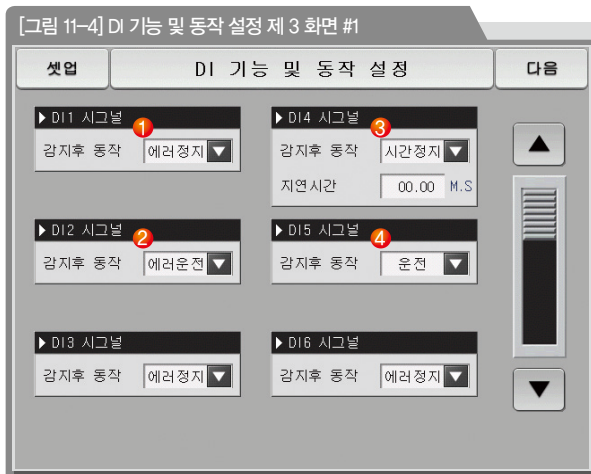 [그림 11-4] DI 기능 및 동작 설정 제 3 화면 #1
셋업
DI 기능 및 동작 설정
다음
▶ DI1 시그널
1
감지후 동작 에러정지 ▼
▶ DI4 시그널
3
감지후 동작 시간정지 ▼
지연시간 00.00 M.S
▶ DI2 시그널
2
감지후 동작 에러운전 ▼
▶ DI5 시그널
4
감지후 동작 운전 ▼
▶ DI3 시그널
감지후 동작 에러정지 ▼
▶ DI6 시그널
감지후 동작 에러정지 ▼